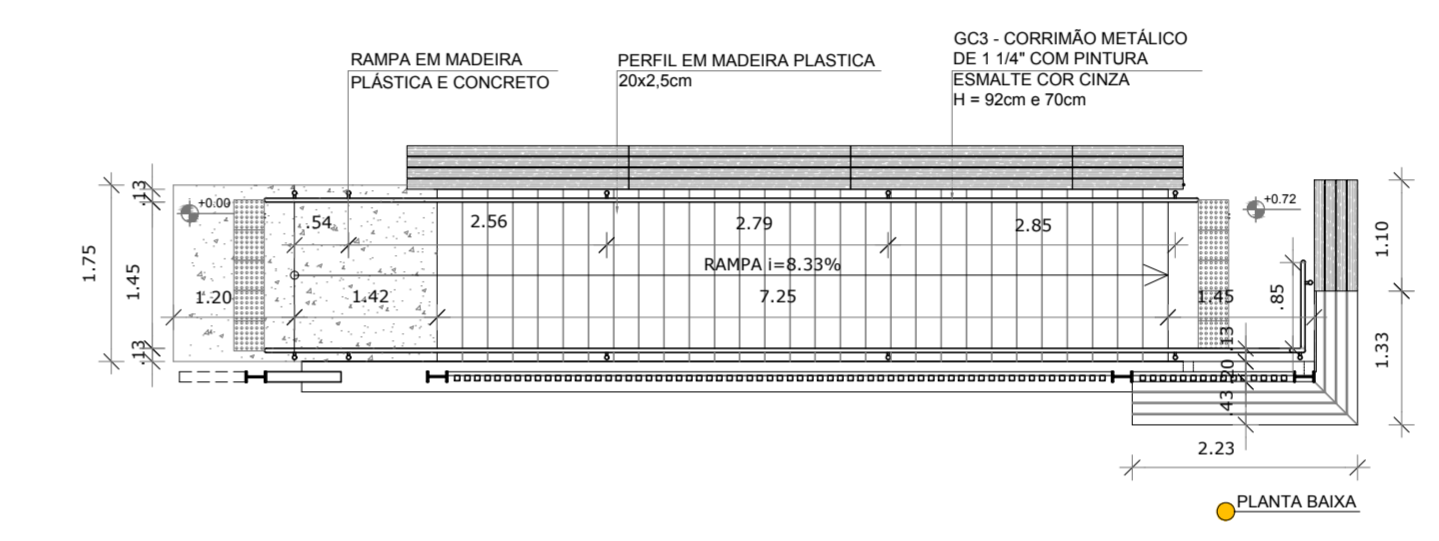 RAMPA EM MADEIRA
PLÁSTICA E CONCRETO
PERFIL EM MADEIRA PLASTICA
20x2,5cm
GC3 - CORRIMÃO METÁLICO
DE 1 1/4" COM PINTURA
ESMALTE COR CINZA
H = 92cm e 70cm
.13
+0.00
+0.72
.54
2.56
2.79
2.85
1.10
1.75
1.45
RAMPA i=8.33%
1.20
1.42
7.25
1.45
.85
.13
.13
.20
1.33
.43
2.23
PLANTA BAIXA